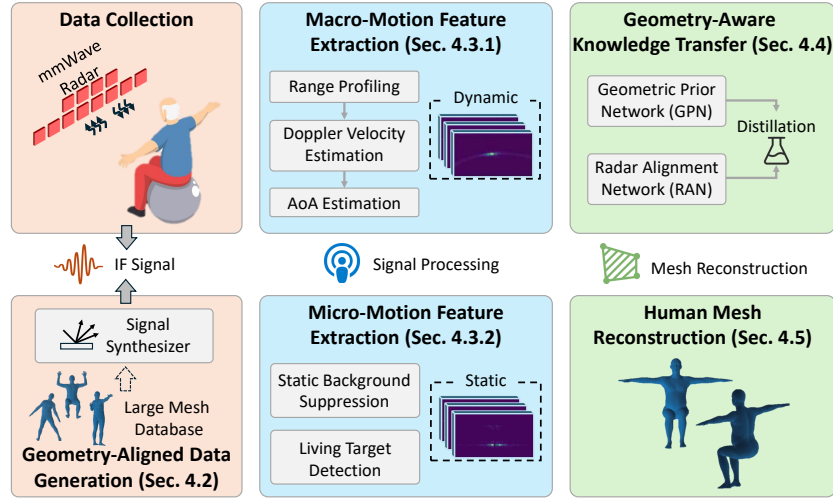 Data Collection
mmWave
Radar
IF Signal
Signal
Synthesizer
Large Mesh
Database
Geometry-Aligned Data
Generation (Sec. 4.2)
Macro-Motion Feature
Extraction (Sec. 4.3.1)
Range Profiling
Doppler Velocity
Estimation
AoA Estimation
Dynamic
Signal Processing
Micro-Motion Feature
Extraction (Sec. 4.3.2)
Static Background
Suppression
Living Target
Detection
Static
Geometry-Aware
Knowledge Transfer (Sec. 4.4)
Geometric Prior
Network (GPN)
Distillation
Radar Alignment
Network (RAN)
Mesh Reconstruction
Human Mesh
Reconstruction (Sec. 4.5)